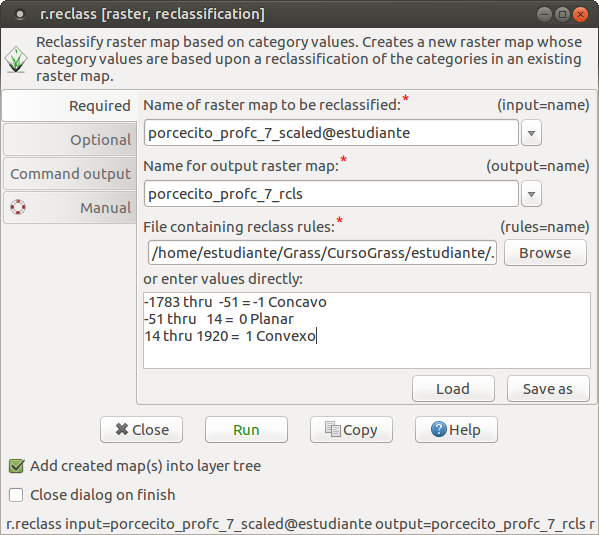 r.reclass [raster, reclassification]
Reclassify raster map based on category values. Creates a new raster map whose
category values are based upon a reclassification of the categories in an existing
raster map.
Required
Optional
Command output
Manual
Name of raster map to be reclassified:* (input=name)
porcecito_profc_7_scaled@estudiante
Name for output raster map:* (output=name)
porcecito_profc_7_rcls
File containing reclass rules:* (rules=name)
/home/estudiante/Grass/CursoGrass/estudiante/. Browse
or enter values directly:
-1783 thru  -51 = -1 Concavo
-51 thru   14 =  0 Planar
14 thru 1920 =  1 Convexo
Load Save as
Close Run Copy Help
Add created map(s) into layer tree
Close dialog on finish
r.reclass input=porcecito_profc_7_scaled@estudiante output=porcecito_profc_7_rcls r